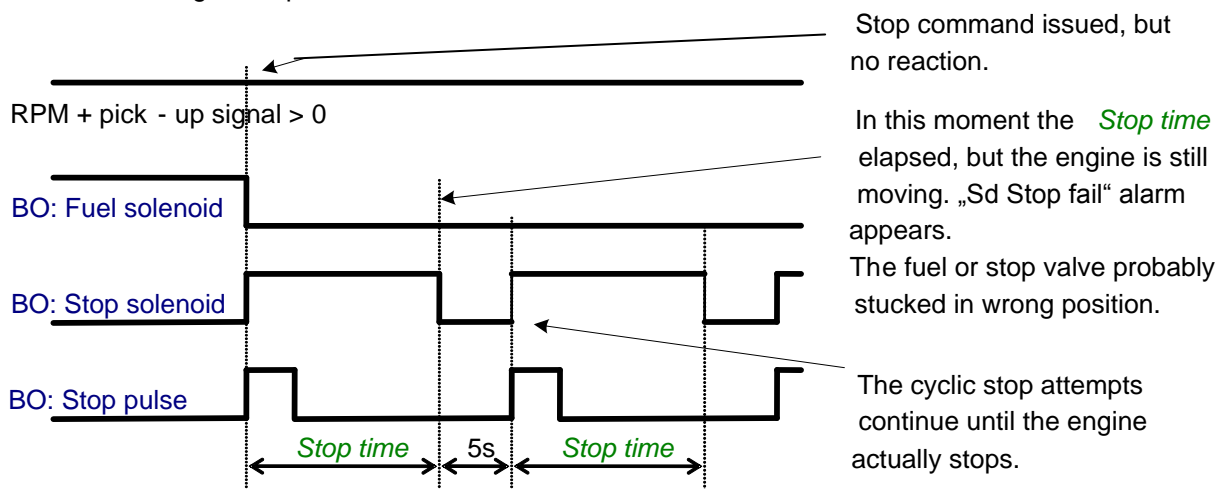 Stop command issued, but
no reaction.
RPM + pick - up signal > 0
In this moment the Stop time
elapsed, but the engine is still
moving. „Sd Stop fail“ alarm
appears.
The fuel or stop valve probably
stucked in wrong position.
BO: Fuel solenoid
BO: Stop solenoid
BO: Stop pulse
The cyclic stop attempts
continue until the engine
actually stops.
Stop time
5s
Stop time